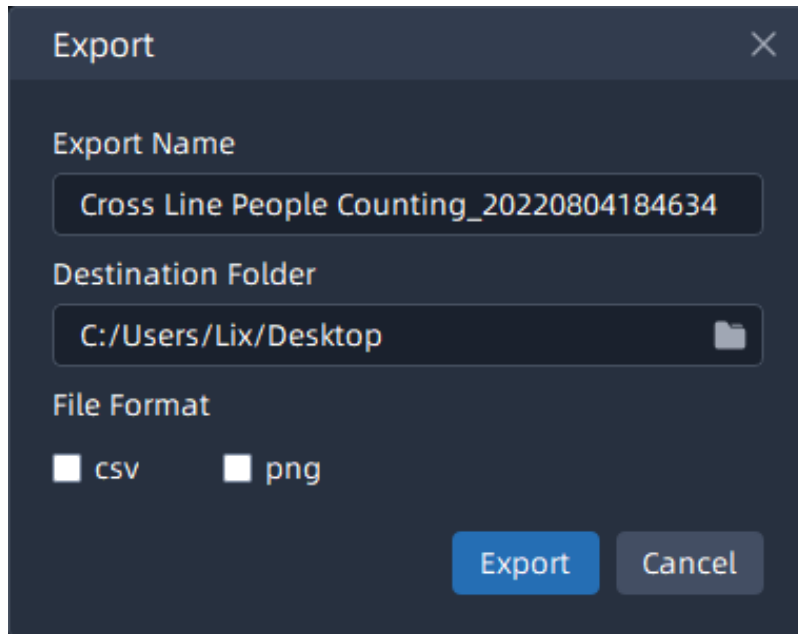 Export
Export Name
Cross Line People Counting_20220804184634
Destination Folder
C:/Users/Lix/Desktop
File Format
csv png
Export Cancel